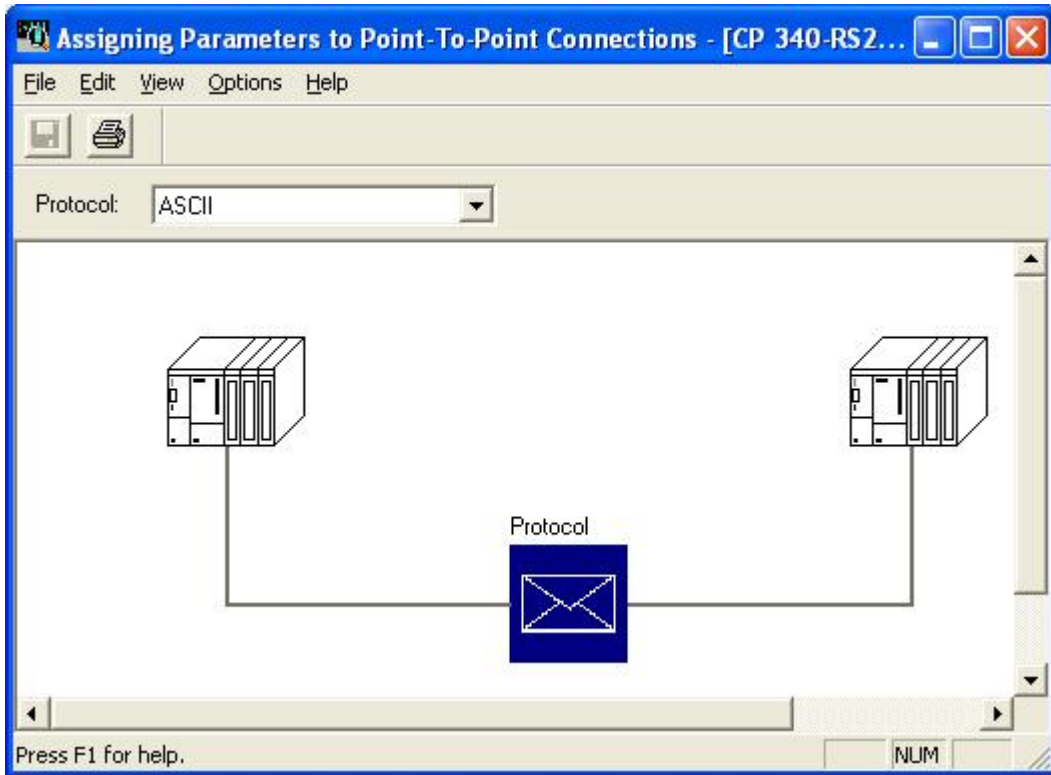 Assigning Parameters to Point-To-Point Connections - [CP 340-RS2...
File Edit View Options Help
Protocol: ASCII
Protocol
Press F1 for help. NUM